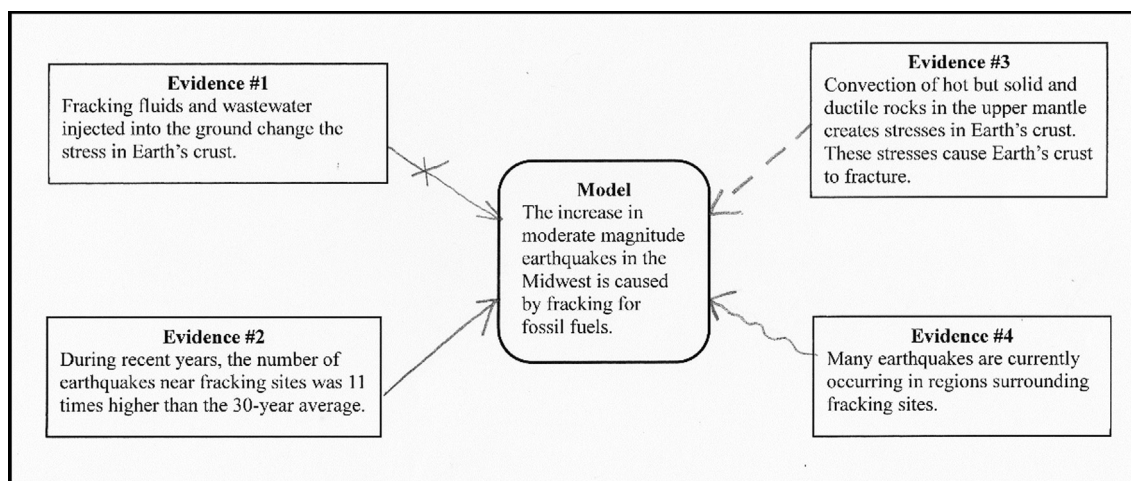 Evidence #1
Fracking fluids and wastewater
injected into the ground change the
stress in Earth's crust.
Evidence #2
During recent years, the number of
earthquakes near fracking sites was 11
times higher than the 30-year average.
Model
The increase in
moderate magnitude
earthquakes in the
Midwest is caused
by fracking for
fossil fuels.
Evidence #3
Convection of hot but solid and
ductile rocks in the upper mantle
creates stresses in Earth's crust.
These stresses cause Earth's crust
to fracture.
Evidence #4
Many earthquakes are currently
occurring in regions surrounding
fracking sites.